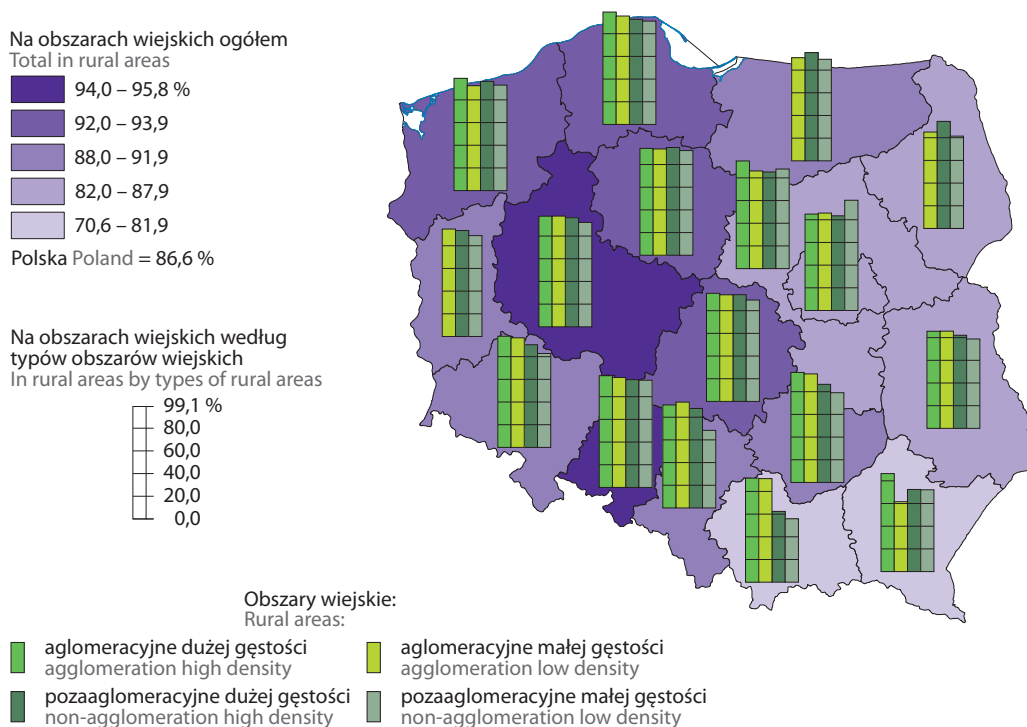 Na obszarach wiejskich ogółem
Total in rural areas
94,0 – 95,8 %
92,0 – 93,9
88,0 – 91,9
82,0 – 87,9
70,6 – 81,9
Polska Poland = 86,6 %
Na obszarach wiejskich według
typów obszarów wiejskich
In rural areas by types of rural areas
99,1 %
80,0
60,0
40,0
20,0
0,0
Obszary wiejskie:
Rural areas:
aglomeracyjne dużej gęstości
agglomeration high density
aglomeracyjne małej gęstości
agglomeration low density
pozaaglomeracyjne dużej gęstości
non-agglomeration high density
pozaaglomeracyjne małej gęstości
non-agglomeration low density